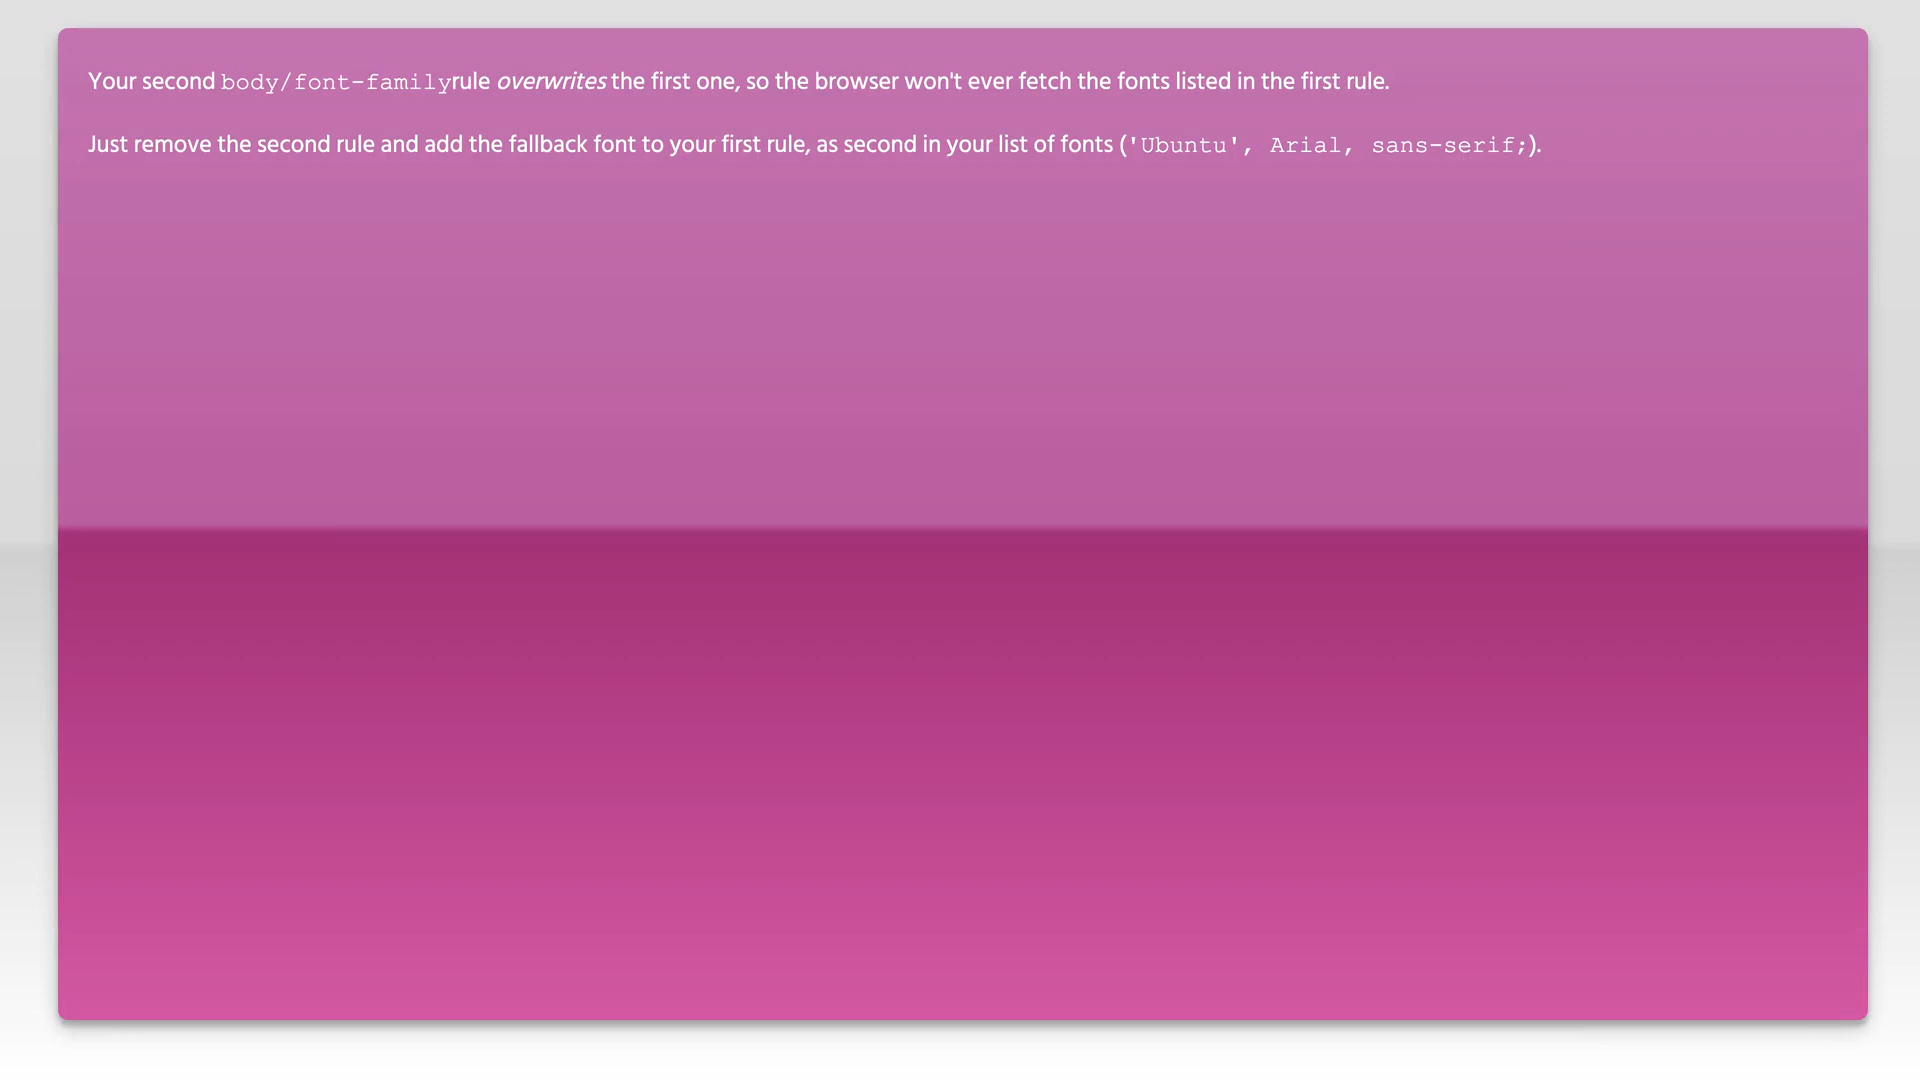 Your second body/font-familyrule overwrites the first one, so the browser won't ever fetch the fonts listed in the first rule.
Just remove the second rule and add the fallback font to your first rule, as second in your list of fonts ('Ubuntu', Arial, sans-serif;).